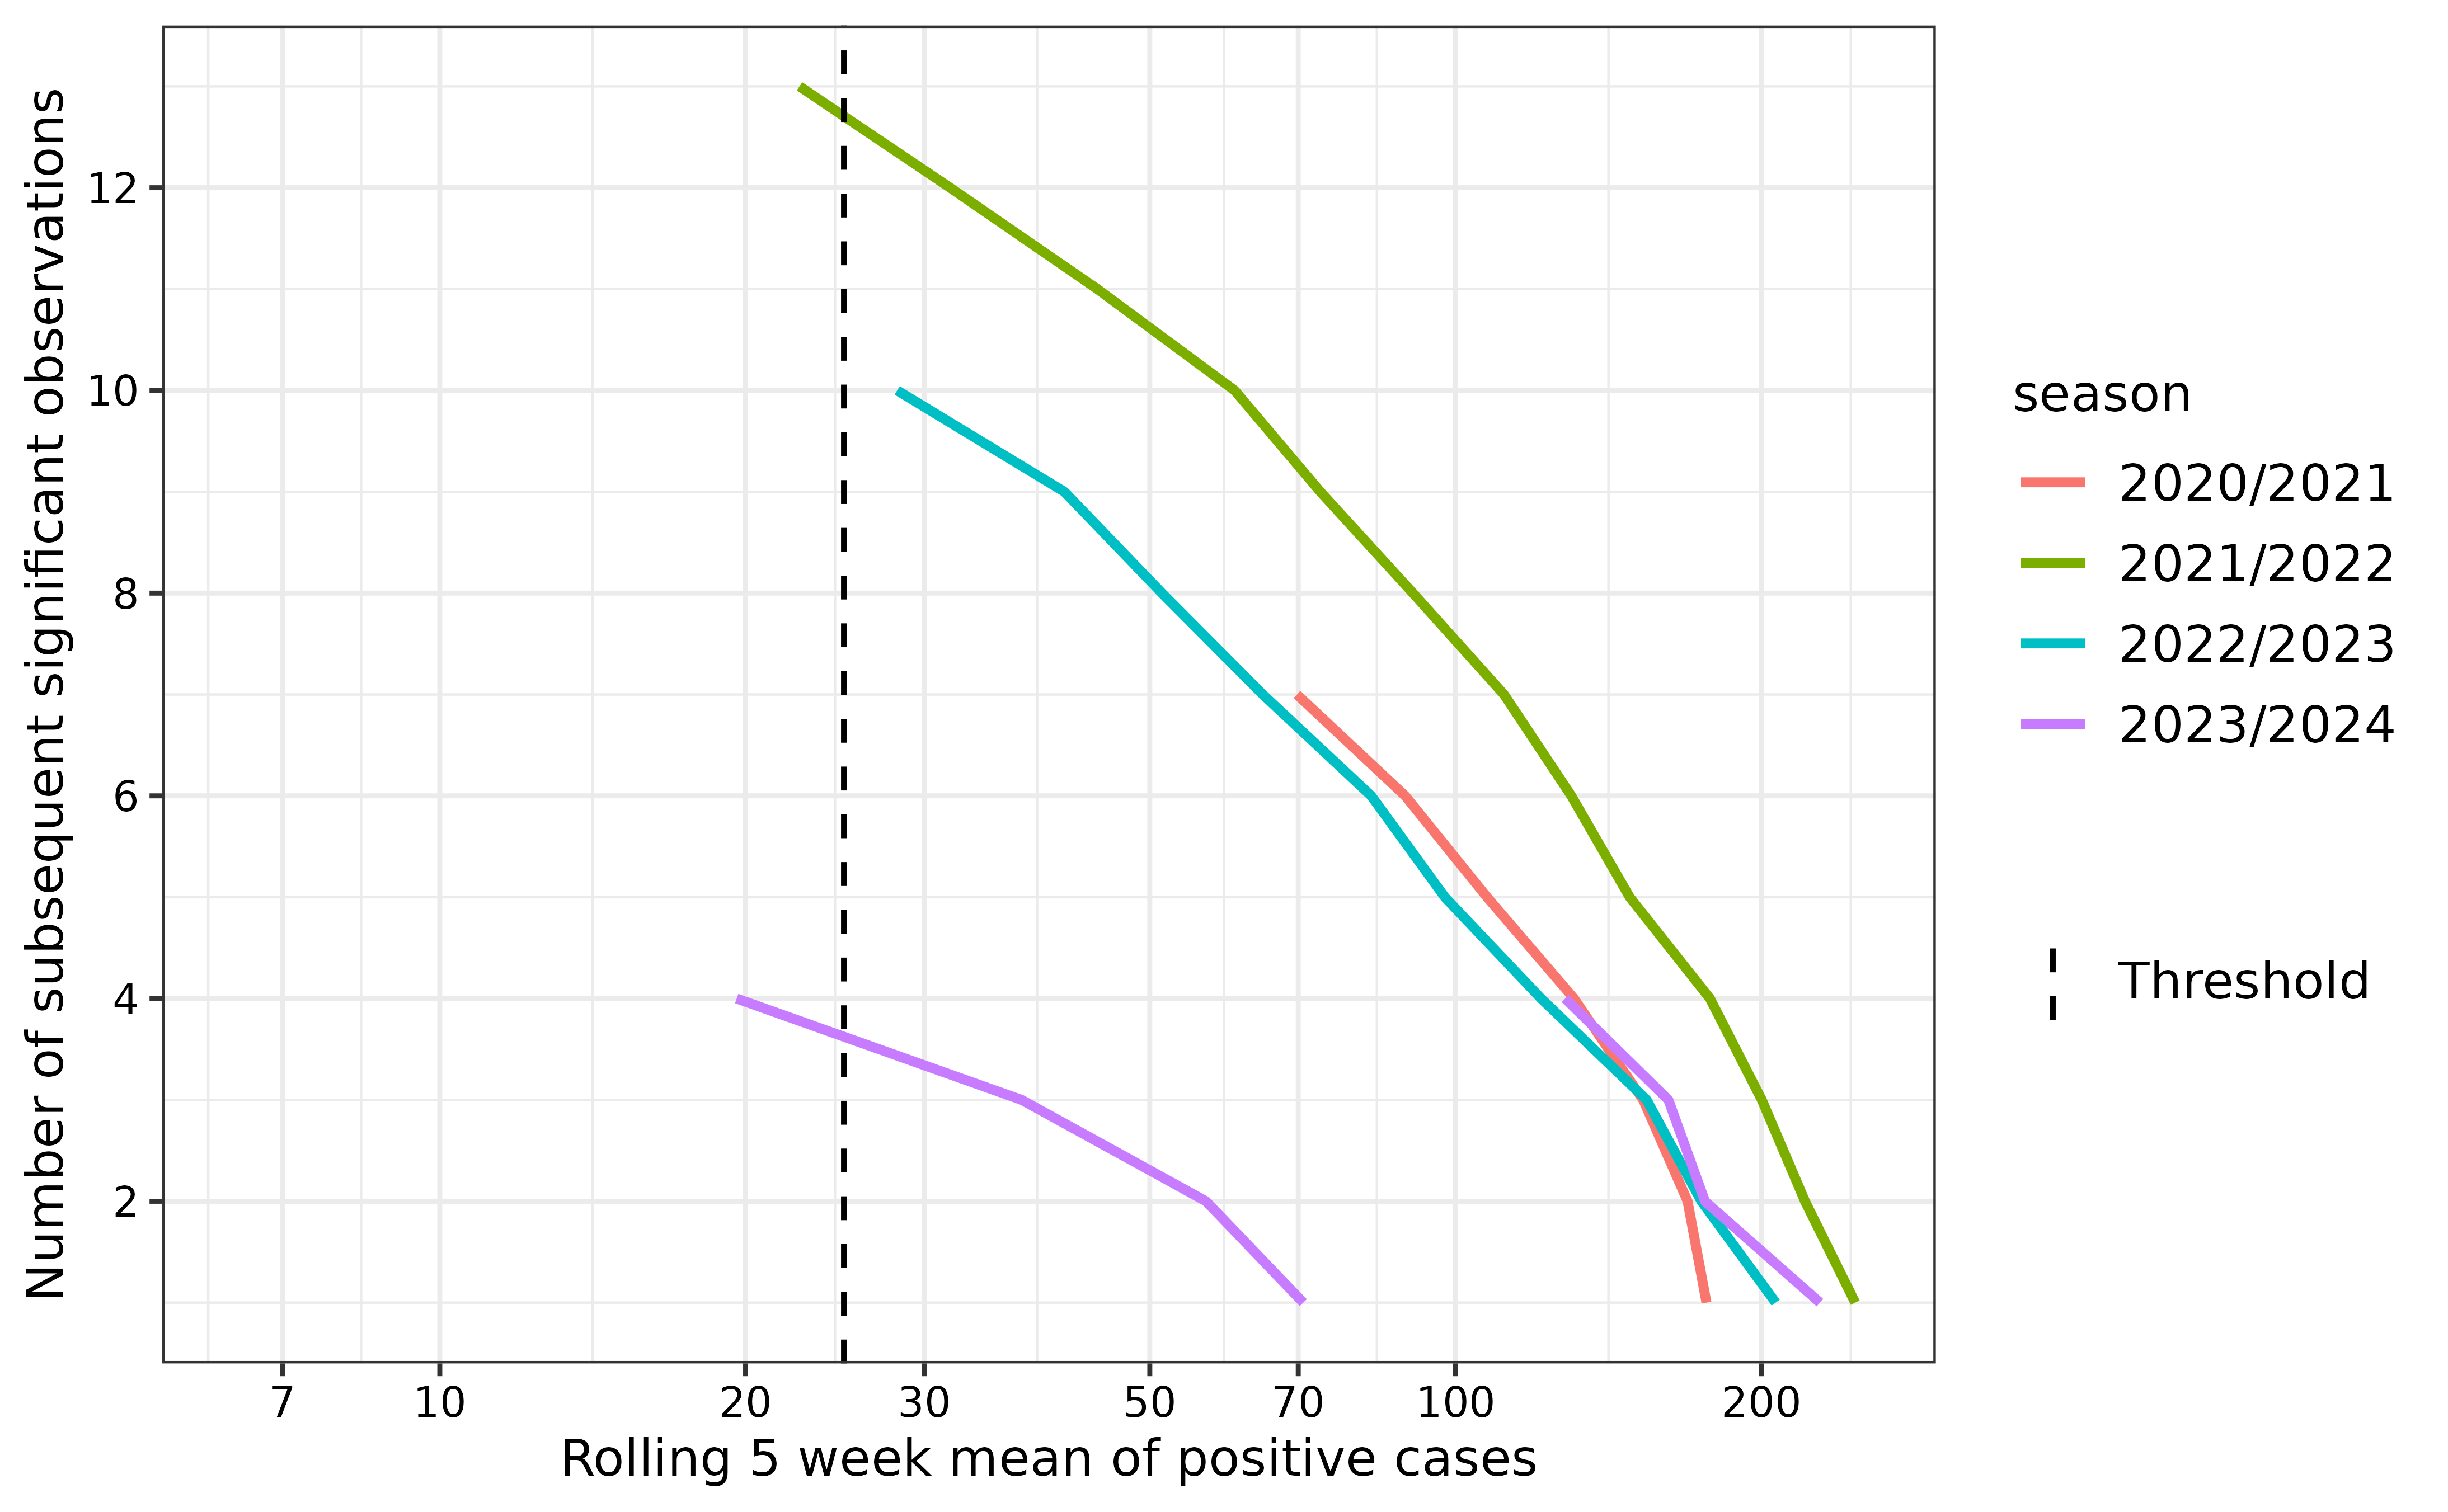 Number of subsequent significant observations
12
10
8
6
4
2
7 10 20 30 50 70 100 200
Rolling 5 week mean of positive cases
season
2020/2021
2021/2022
2022/2023
2023/2024
Threshold